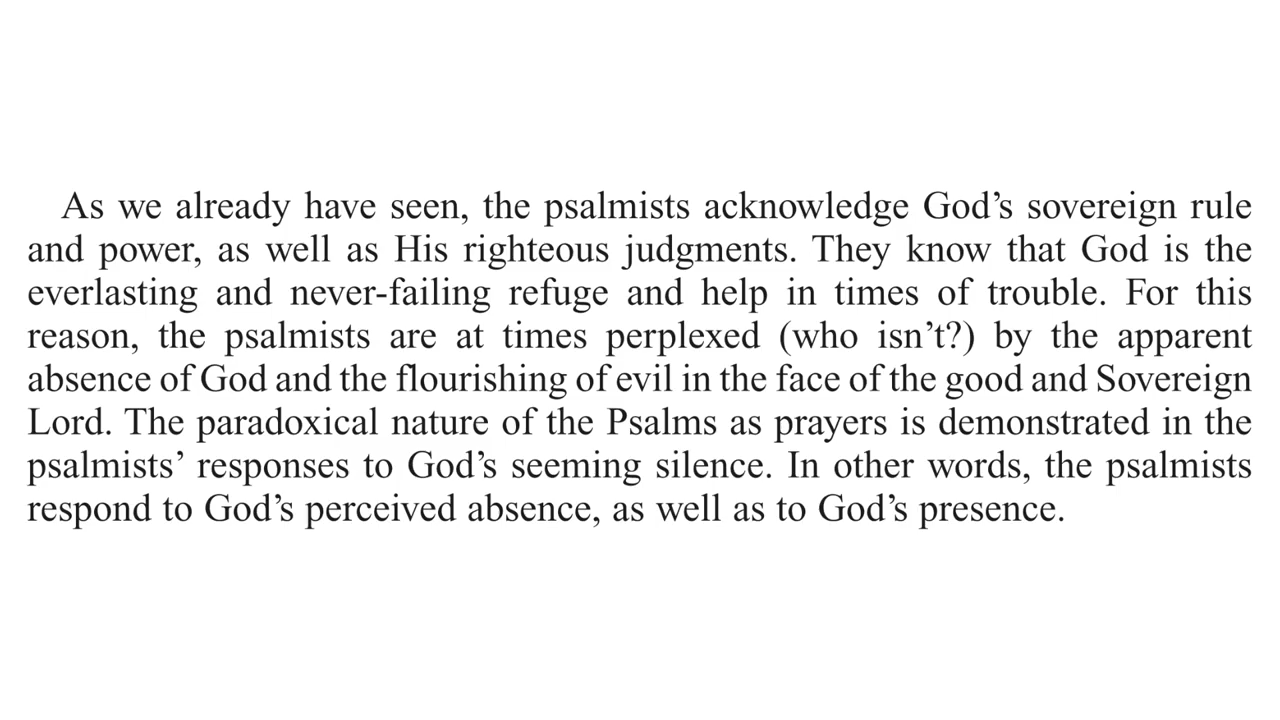 As we already have seen, the psalmists acknowledge God’s sovereign rule
and power, as well as His righteous judgments. They know that God is the
everlasting and never-failing refuge and help in times of trouble. For this
reason, the psalmists are at times perplexed (who isn’t?) by the apparent
absence of God and the flourishing of evil in the face of the good and Sovereign
Lord. The paradoxical nature of the Psalms as prayers is demonstrated in the
psalmists’ responses to God’s seeming silence. In other words, the psalmists
respond to God’s perceived absence, as well as to God’s presence.